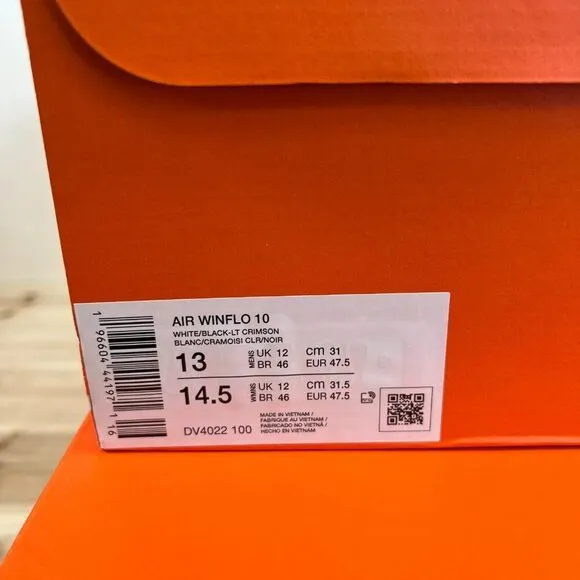 AIR WINFLO 10
WHITE/BLACK-LT CRIMSON
BLANC/CRAMOISI CLR/NOIR
13 MENS UK 12 CM 31
BR 46 EUR 47.5
14.5 WMNS UK 12 CM 31.5
BR 46 EUR 47.5
MADE IN VIETNAM /
FABRIQUE AU VIETNAM /
FABRICADO NO VIETNÃ /
HECHO EN VIETNAM
DV4022 100
1 96604 44197 1 16